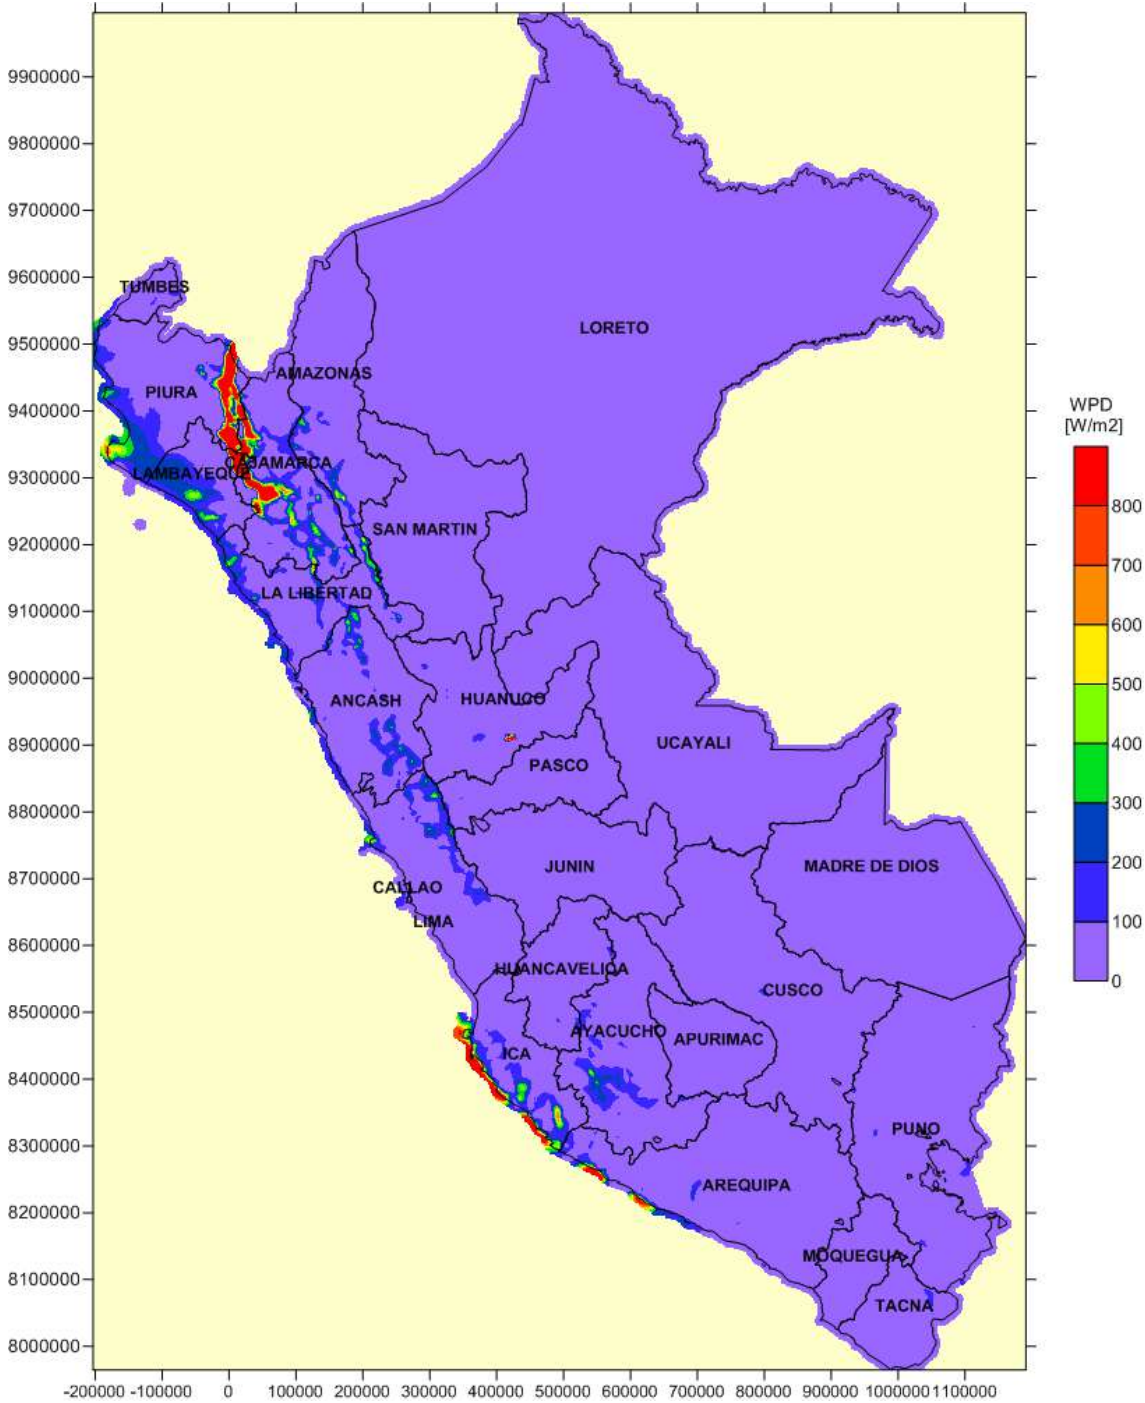 9900000
9800000
9700000
9600000
9500000
9400000
9300000
9200000
9100000
9000000
8900000
8800000
8700000
8600000
8500000
8400000
8300000
8200000
8100000
8000000
TUMBES
LORETO
AMAZONAS
PIURA
CAJAMARCA
LAMBAYEQUE
SAN MARTIN
LA LIBERTAD
ANCASH
HUANUCO
UCAYALI
PASCO
JUNIN
MADRE DE DIOS
CALLAO
LIMA
HUANCAVELICA
CUSCO
AYACUCHO
APURIMAC
ICA
PUNO
AREQUIPA
MOQUEGUA
TACNA
WPD
[W/m2]
800
700
600
500
400
300
200
100
0
-200000 -100000 0 100000 200000 300000 400000 500000 600000 700000 800000 900000 1000000 1100000